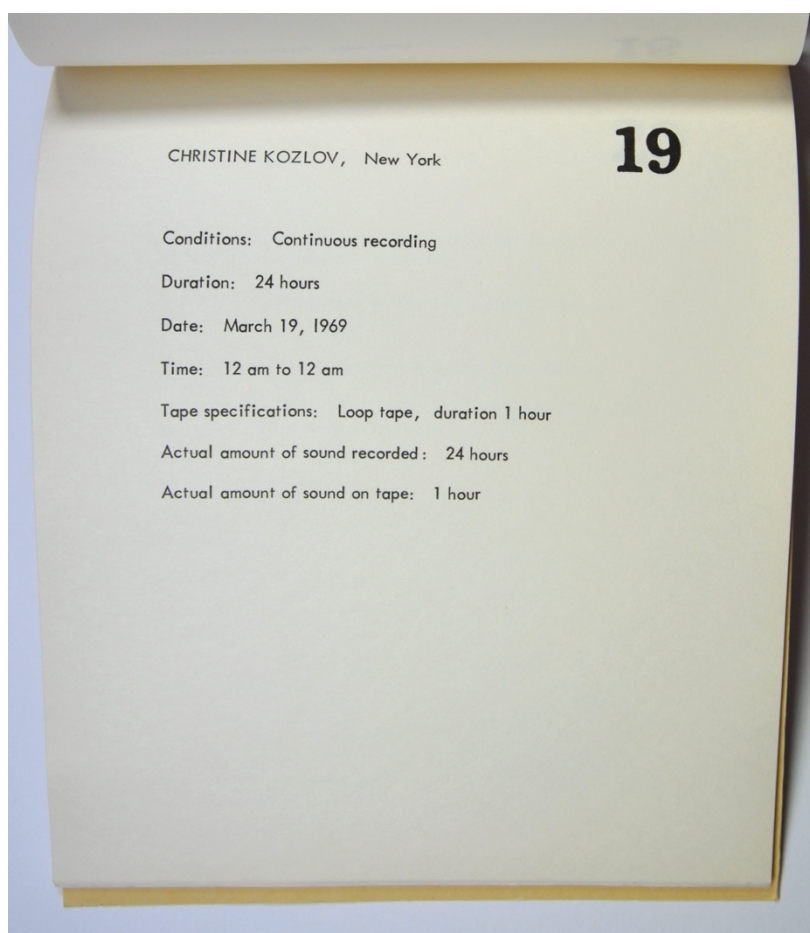 CHRISTINE KOZLOV, New York
19
Conditions: Continuous recording
Duration: 24 hours
Date: March 19, 1969
Time: 12 am to 12 am
Tape specifications: Loop tape, duration 1 hour
Actual amount of sound recorded: 24 hours
Actual amount of sound on tape: 1 hour